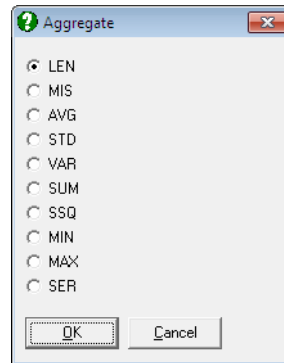 Aggregate
LEN
MIS
AVG
STD
VAR
SUM
SSQ
MIN
MAX
SER
OK Cancel